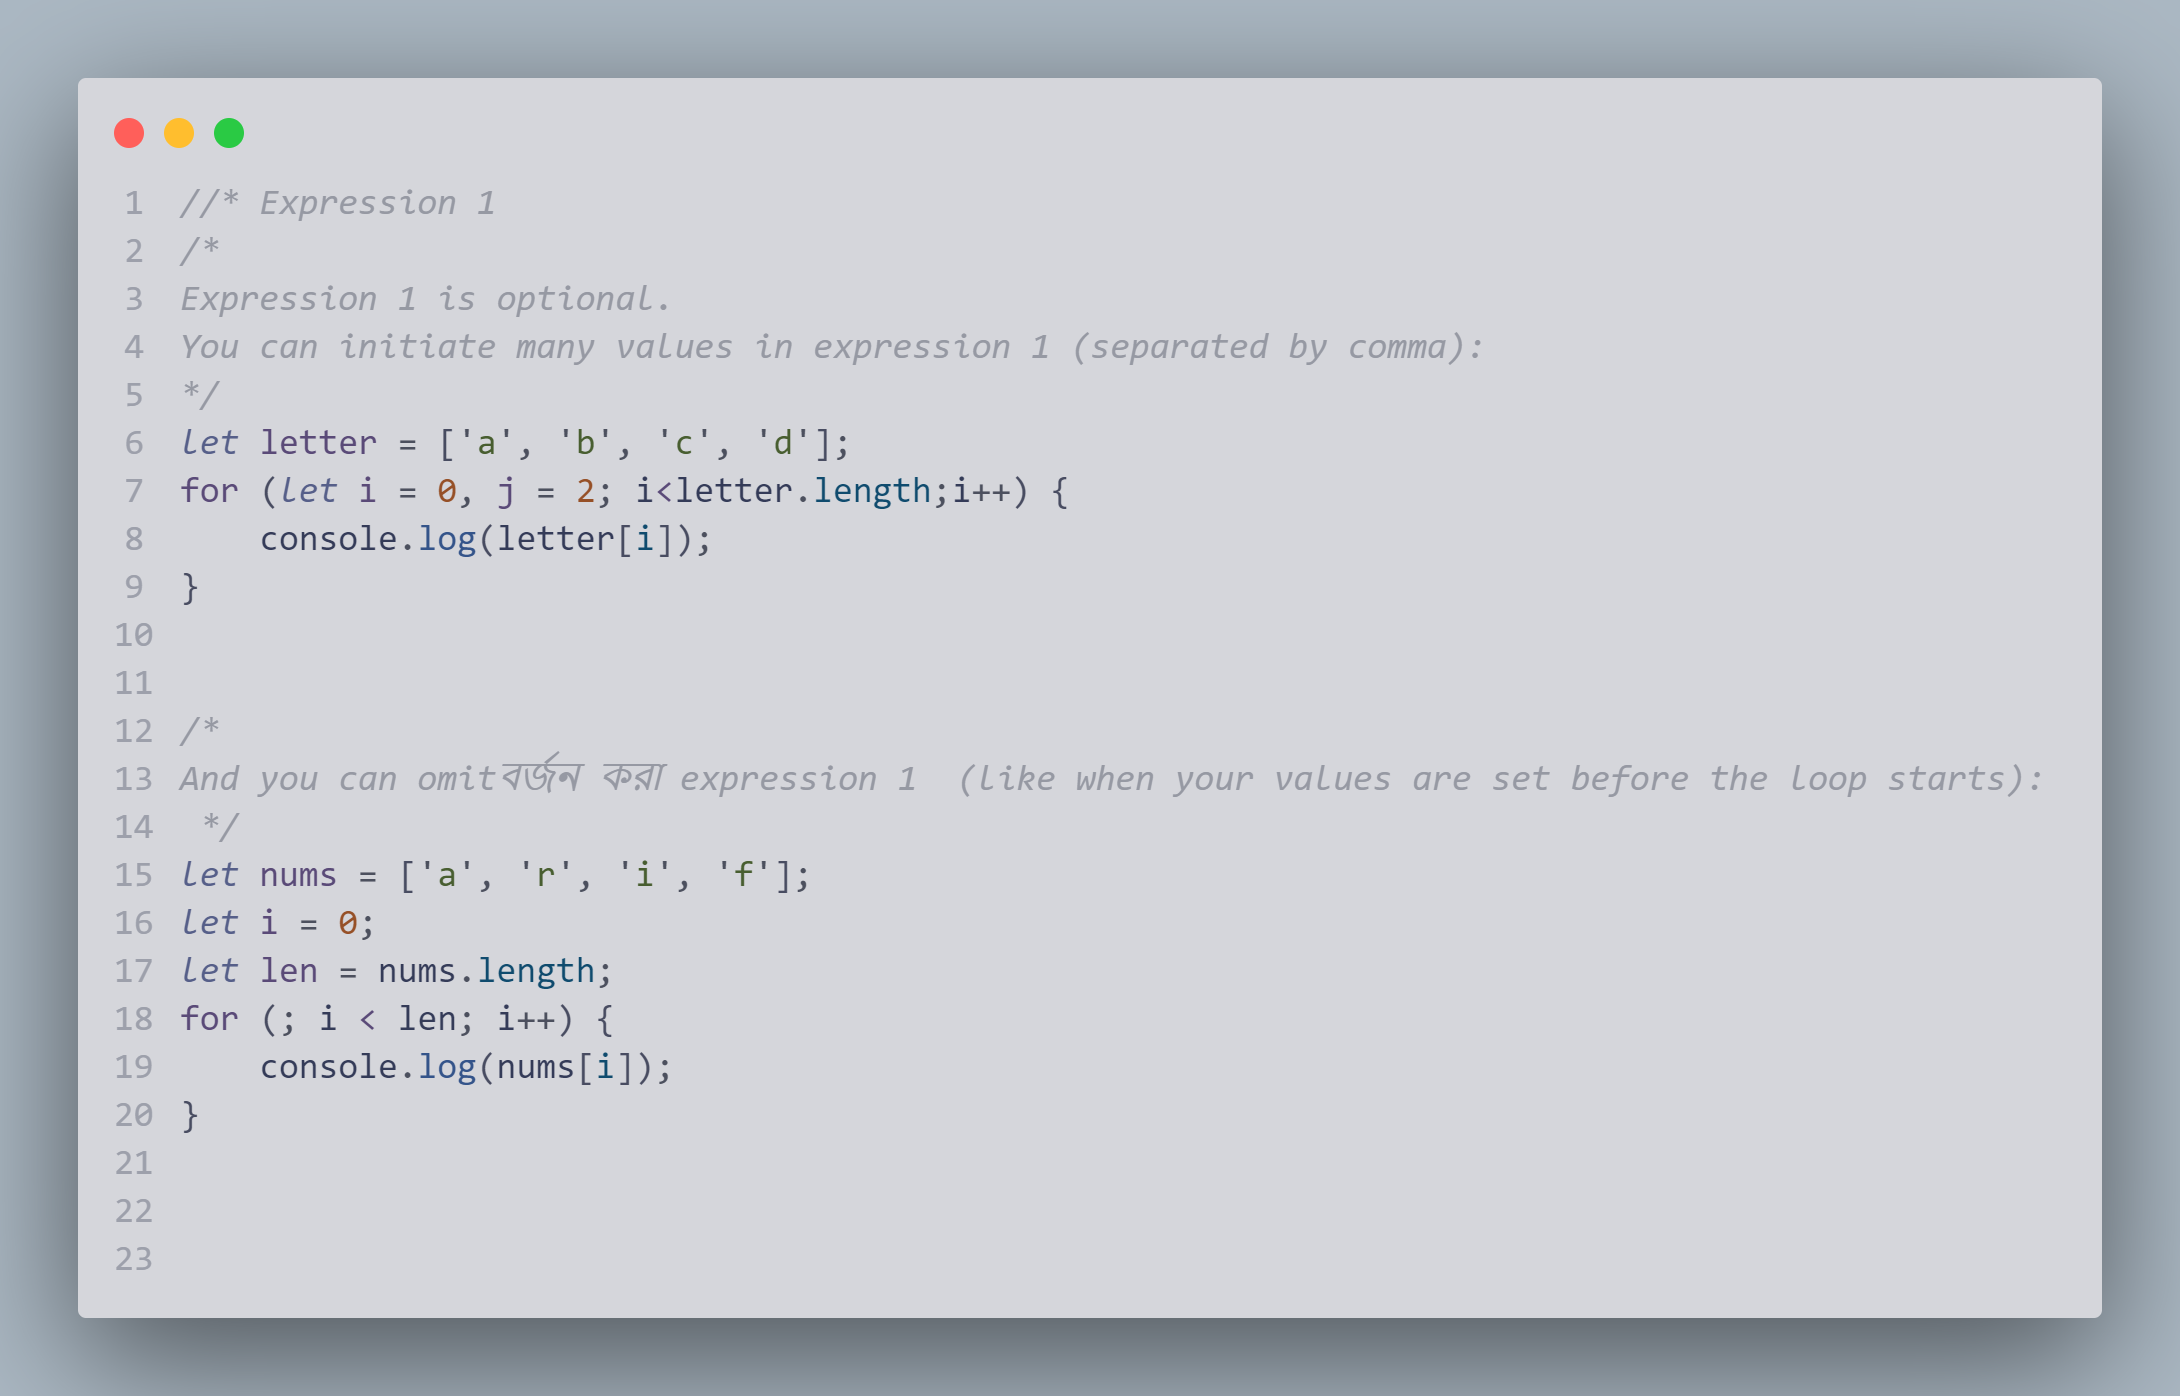 1 //* Expression 1
2 /*
3 Expression 1 is optional.
4 You can initiate many values in expression 1 (separated by comma):
5 */
6 let letter = ['a', 'b', 'c', 'd'];
7 for (let i = 0, j = 2; i<letter.length;i++) {
8     console.log(letter[i]);
9 }
10
11
12 /*
13 And you can omitবর্জন করা expression 1  (like when your values are set before the loop starts):
14  */
15 let nums = ['a', 'r', 'i', 'f'];
16 let i = 0;
17 let len = nums.length;
18 for (; i < len; i++) {
19     console.log(nums[i]);
20 }
21
22
23